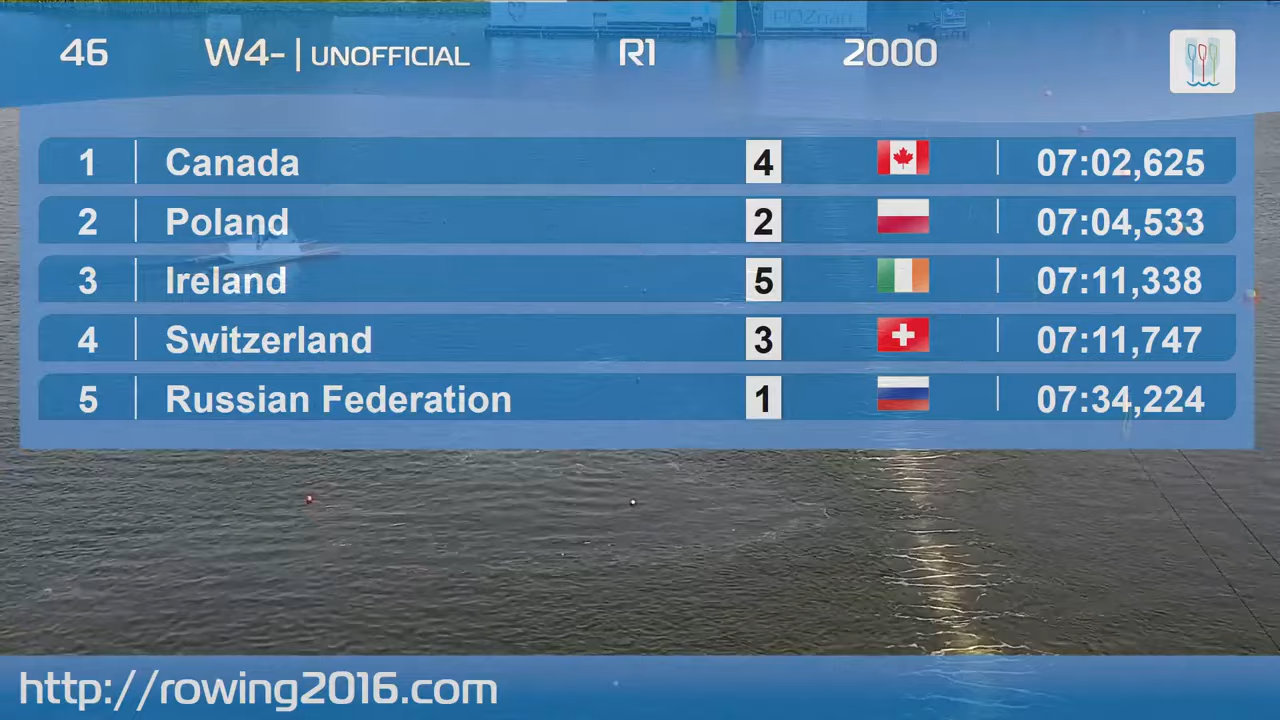 POZnan
46 W4- | UNOFFICIAL R1 2000
1 Canada 4 07:02,625
2 Poland 2 07:04,533
3 Ireland 5 07:11,338
4 Switzerland 3 07:11,747
5 Russian Federation 1 07:34,224
http://rowing2016.com